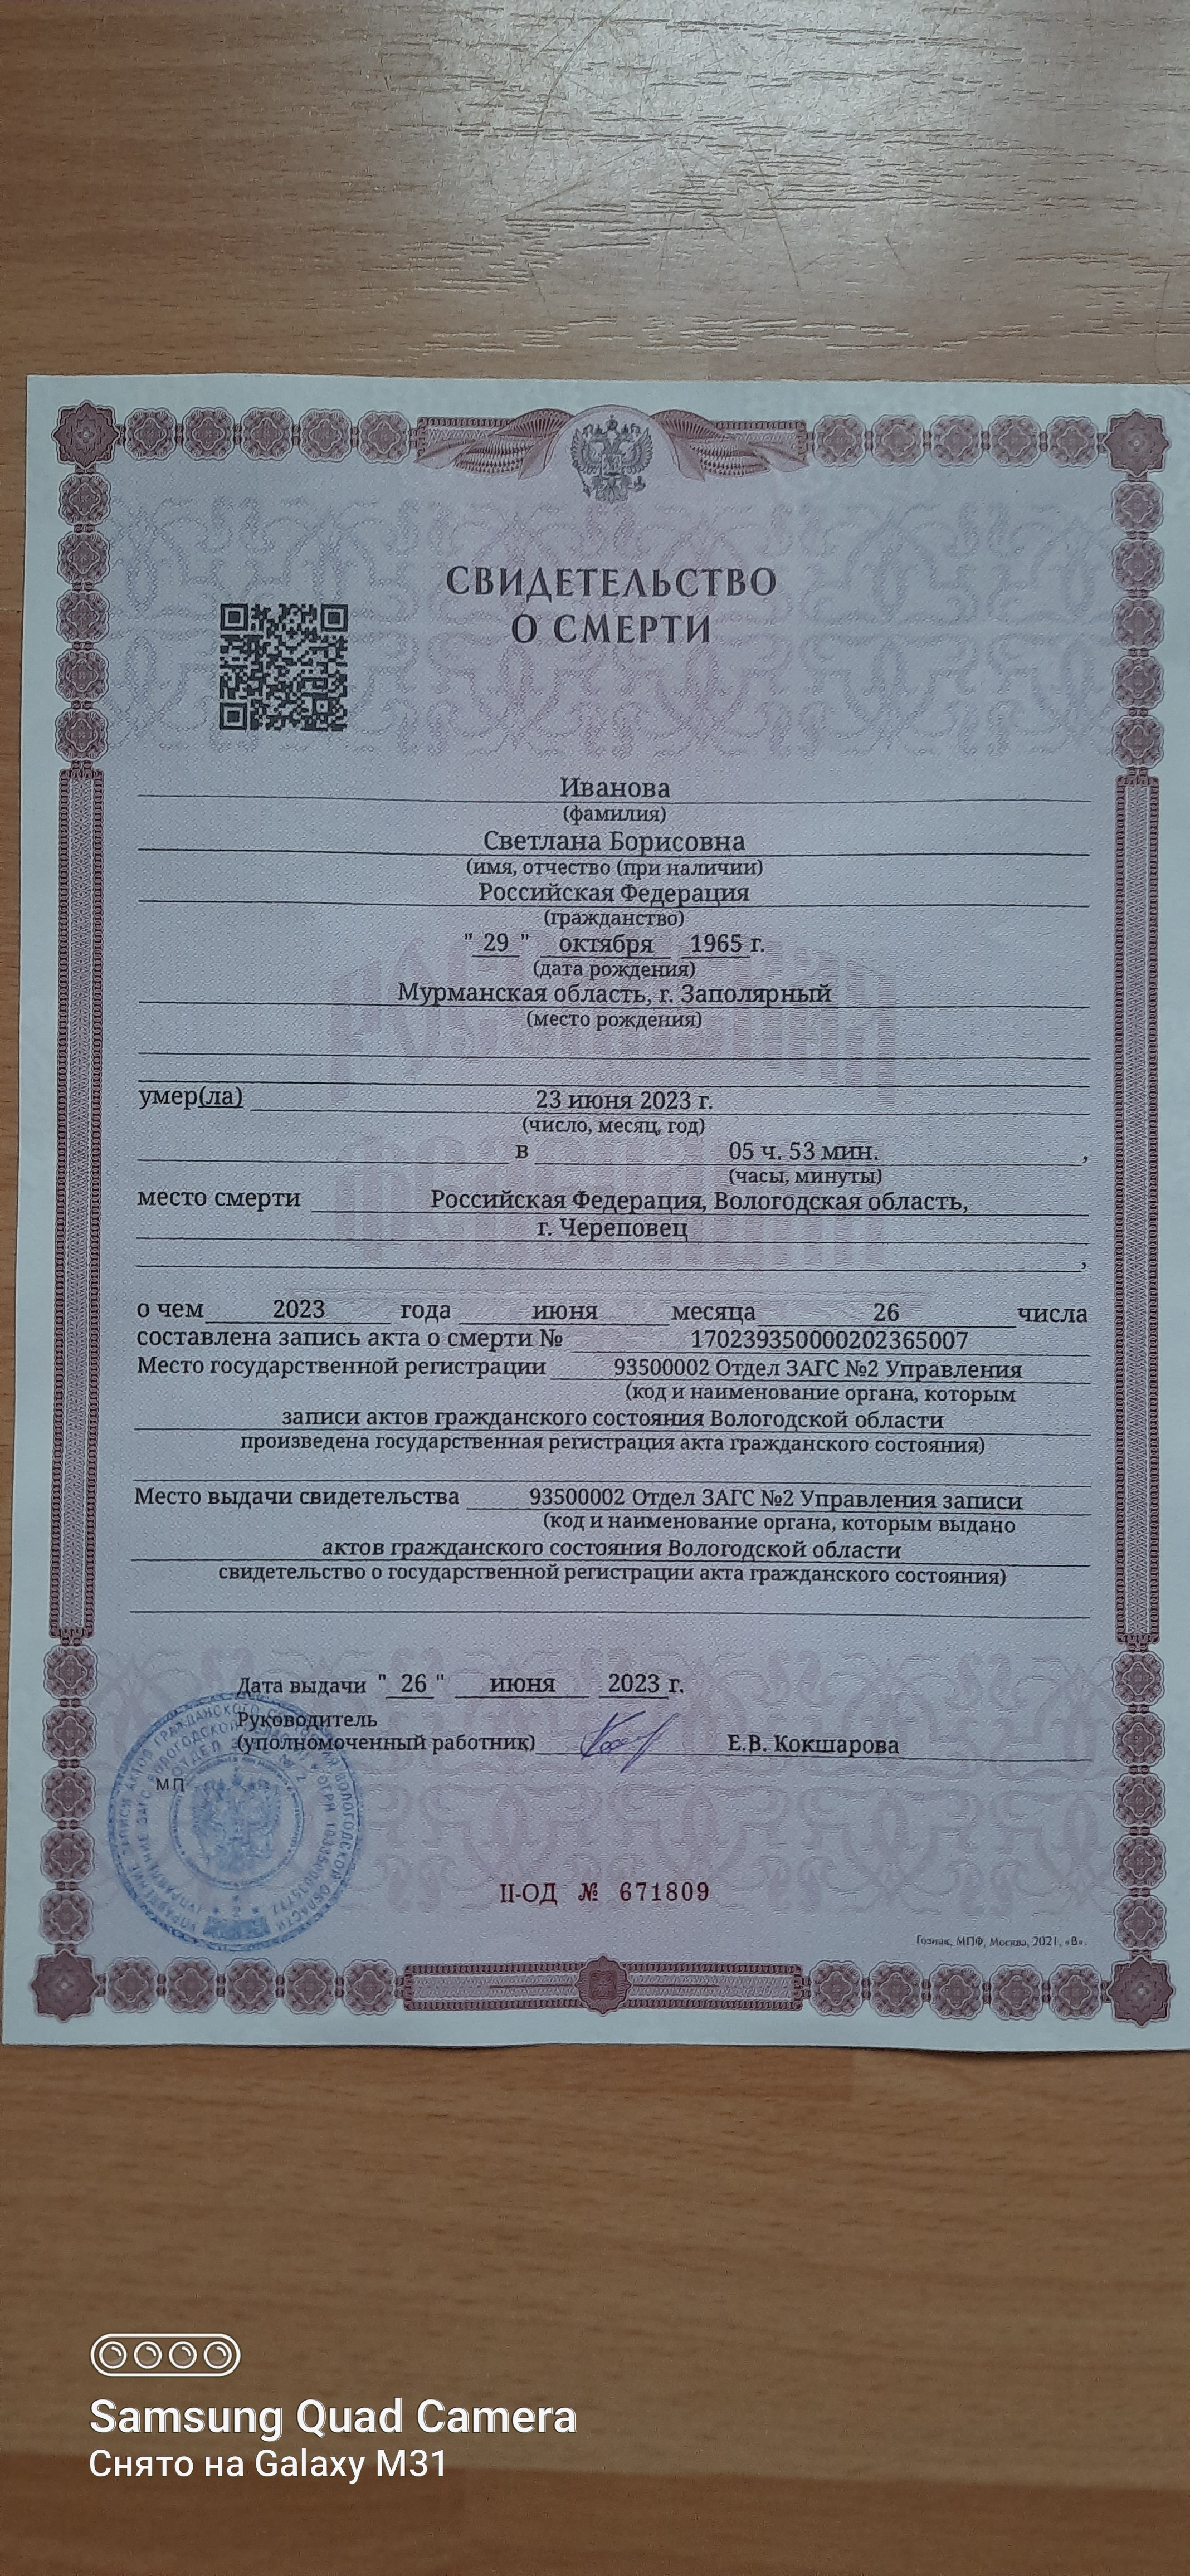 СВИДЕТЕЛЬСТВО
О СМЕРТИ
Иванова
(фамилия)
Светлана Борисовна
(имя, отчество (при наличии)
Российская Федерация
(гражданство)
" 29 " октября 1965 г.
(дата рождения)
Мурманская область, г. Заполярный
(место рождения)
умер(ла) 23 июня 2023 г.
(число, месяц, год)
в 05 ч. 53 мин. ,
(часы, минуты)
место смерти Российская Федерация, Вологодская область,
г. Череповец
,
о чем 2023 года июня месяца 26 числа
составлена запись акта о смерти № 170239350000202365007
Место государственной регистрации 93500002 Отдел ЗАГС №2 Управления
(код и наименование органа, которым
записи актов гражданского состояния Вологодской области
произведена государственная регистрация акта гражданского состояния)
Место выдачи свидетельства 93500002 Отдел ЗАГС №2 Управления записи
(код и наименование органа, которым выдано
актов гражданского состояния Вологодской области
свидетельство о государственной регистрации акта гражданского состояния)
Дата выдачи " 26 " июня 2023 г.
Руководитель
(уполномоченный работник) Е.В. Кокшарова
МП
II-ОД № 671809
Гознак, МПФ, Москва, 2021, «В».
Samsung Quad Camera
Снято на Galaxy M31